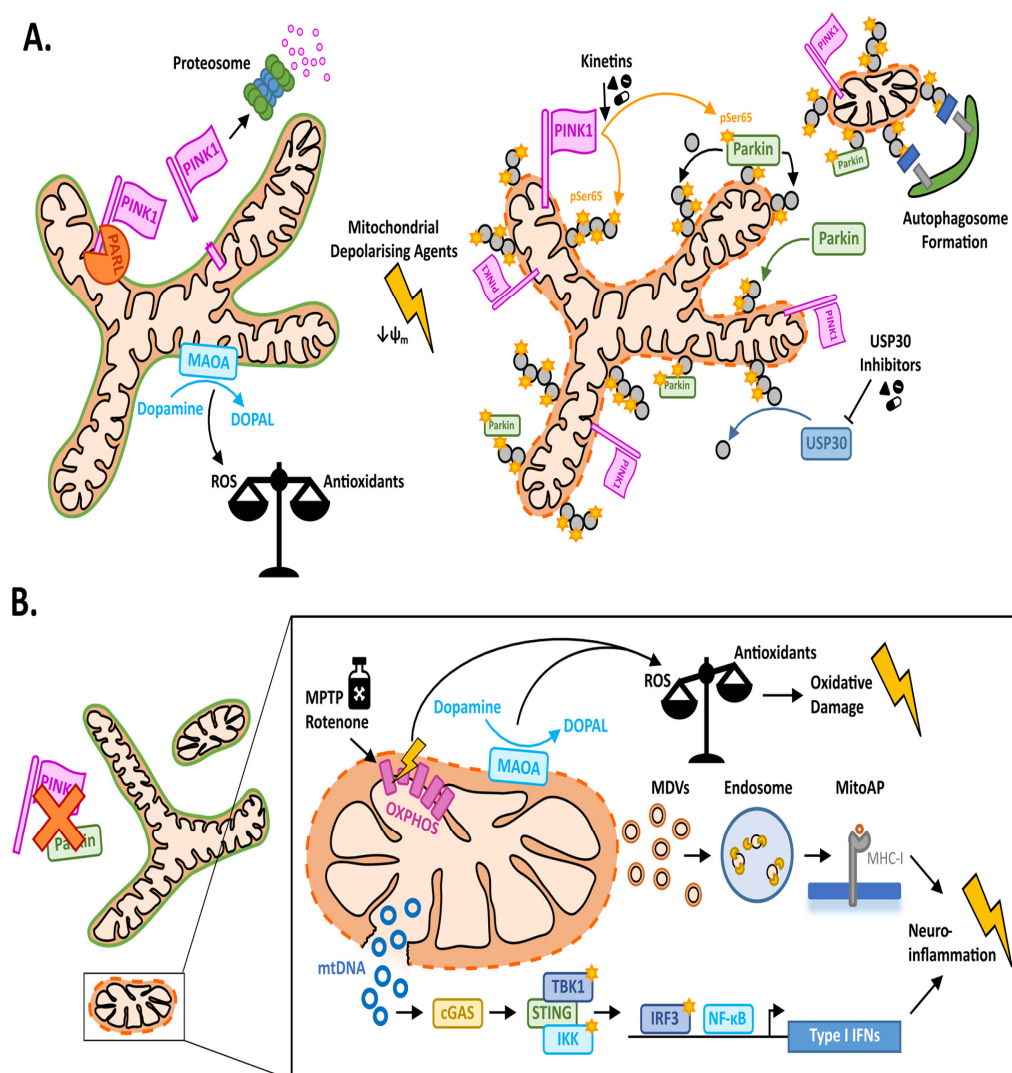 A.
Proteosome
PINK1
PINK1
PARL
MAOA
Dopamine
DOPAL
ROS
Antioxidants
Mitochondrial
Depolarising Agents
↓Ψm
Kinetins
PINK1
pSer65
pSer65
Parkin
Parkin
PINK1
PINK1
PINK1
Parkin
Parkin
USP30
Inhibitors
USP30
PINK1
Parkin
Autophagosome
Formation
B.
PINK
Parkin
MPTP
Rotenone
OXPHOS
Dopamine
DOPAL
MAOA
ROS
Antioxidants
Oxidative
Damage
MDVs
Endosome
MitoAP
MHC-I
Neuro-
inflammation
mtDNA
cGAS
TBK1
STING
IKK
IRF3
NF-κB
Type I IFNs